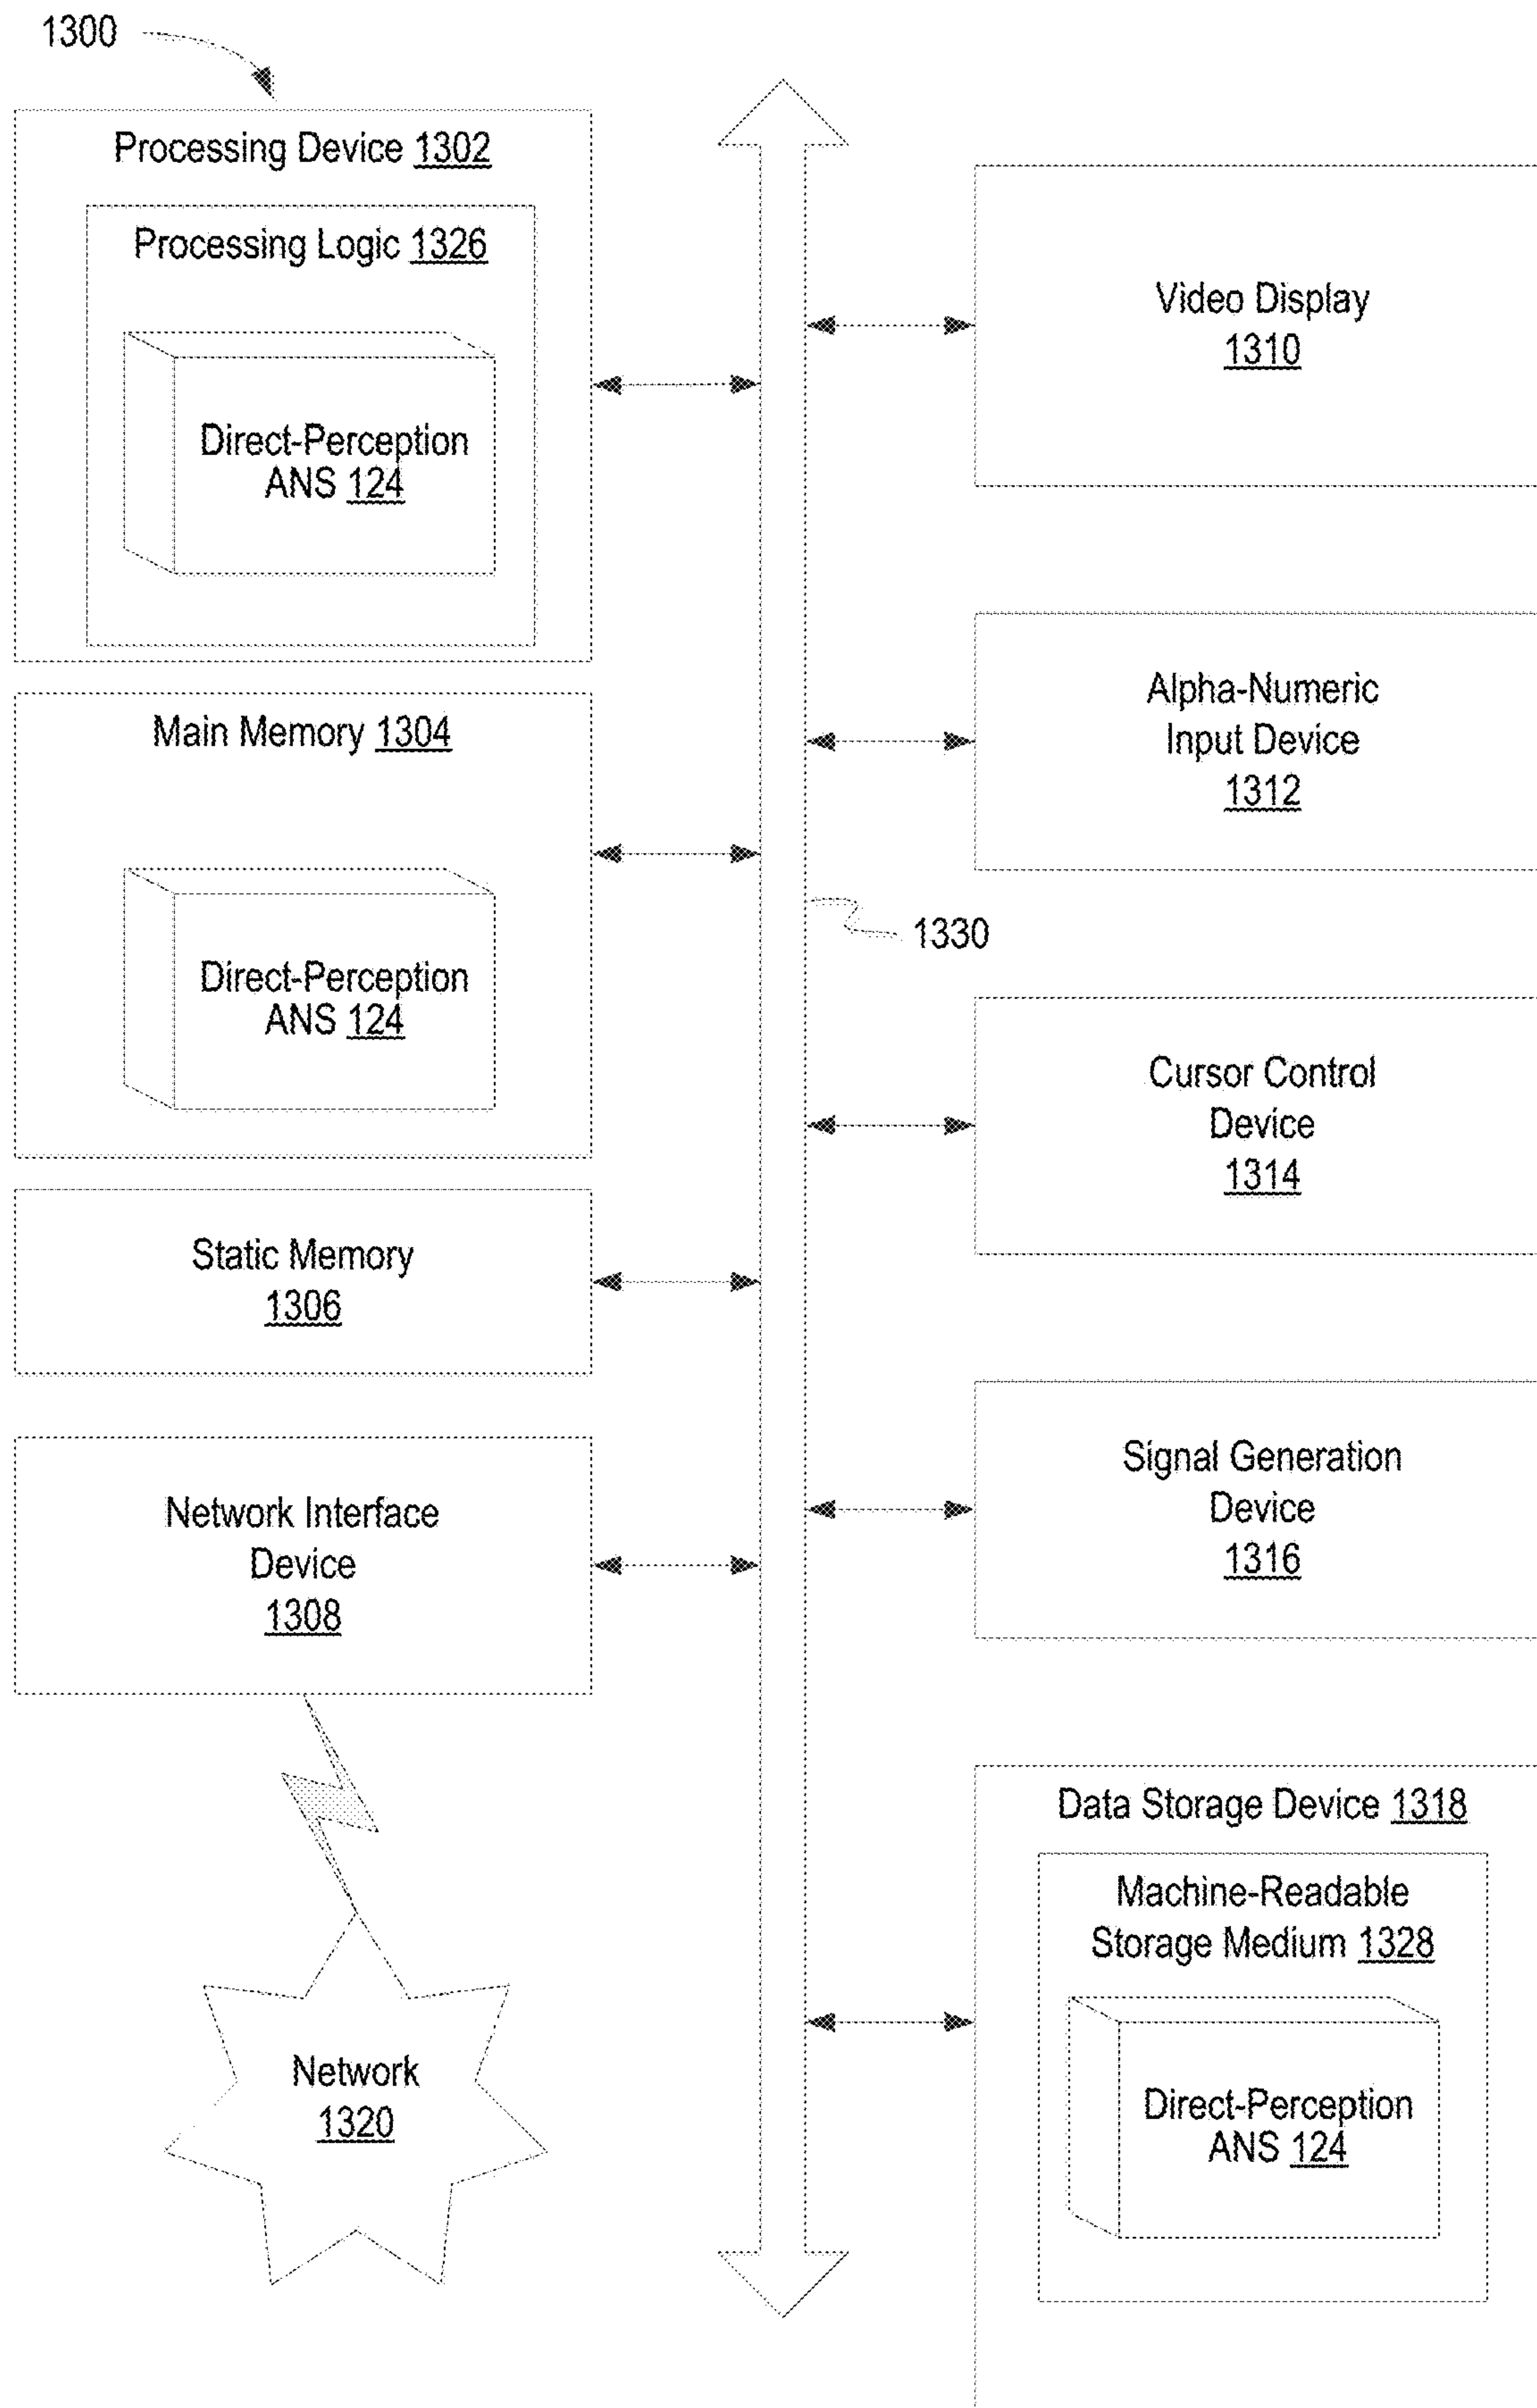 1300
Processing Device 1302
Processing Logic 1326
Direct-Perception
ANS 124
Main Memory 1304
Direct-Perception
ANS 124
Static Memory
1306
Network Interface
Device
1308
Network
1320
1330
Video Display
1310
Alpha-Numeric
Input Device
1312
Cursor Control
Device
1314
Signal Generation
Device
1316
Data Storage Device 1318
Machine-Readable
Storage Medium 1328
Direct-Perception
ANS 124